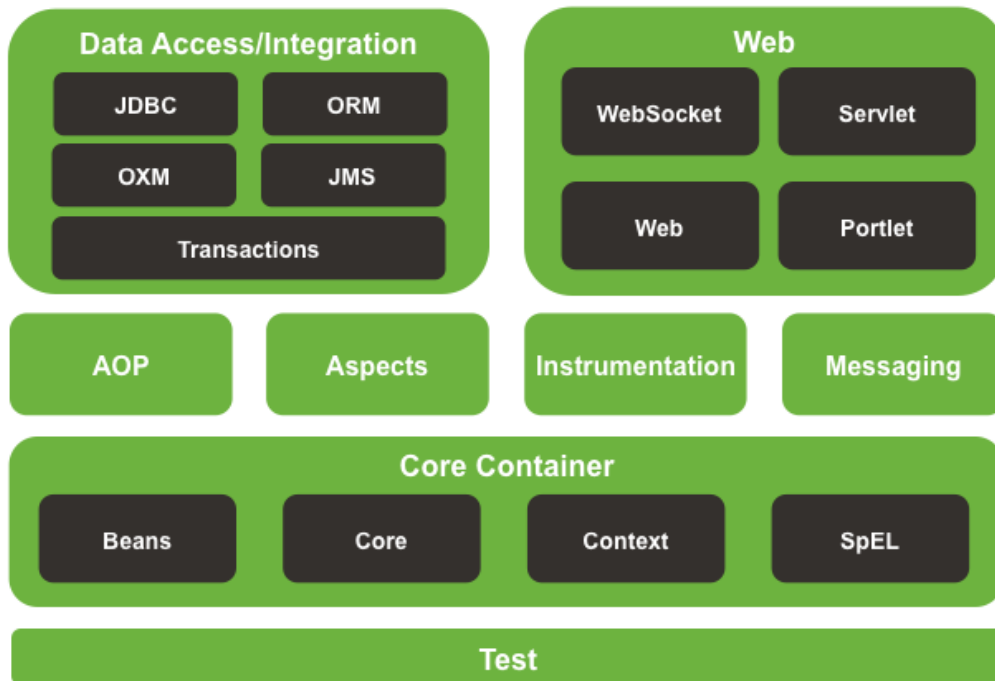 Data Access/Integration
JDBC
ORM
OXM
JMS
Transactions
Web
WebSocket
Servlet
Web
Portlet
AOP
Aspects
Instrumentation
Messaging
Core Container
Beans
Core
Context
SpEL
Test